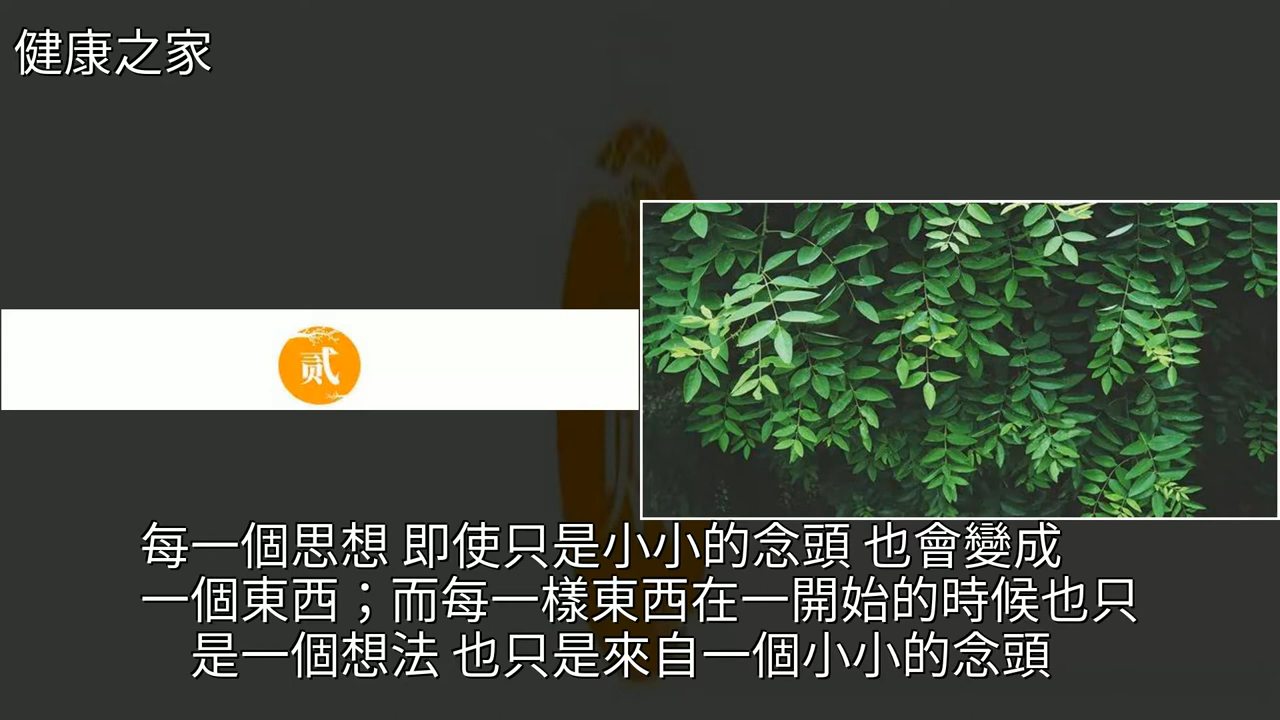 健康之家
贰
每一個思想 即使只是小小的念頭 也會變成
一個東西；而每一樣東西在一開始的時候也只
是一個想法 也只是來自一個小小的念頭